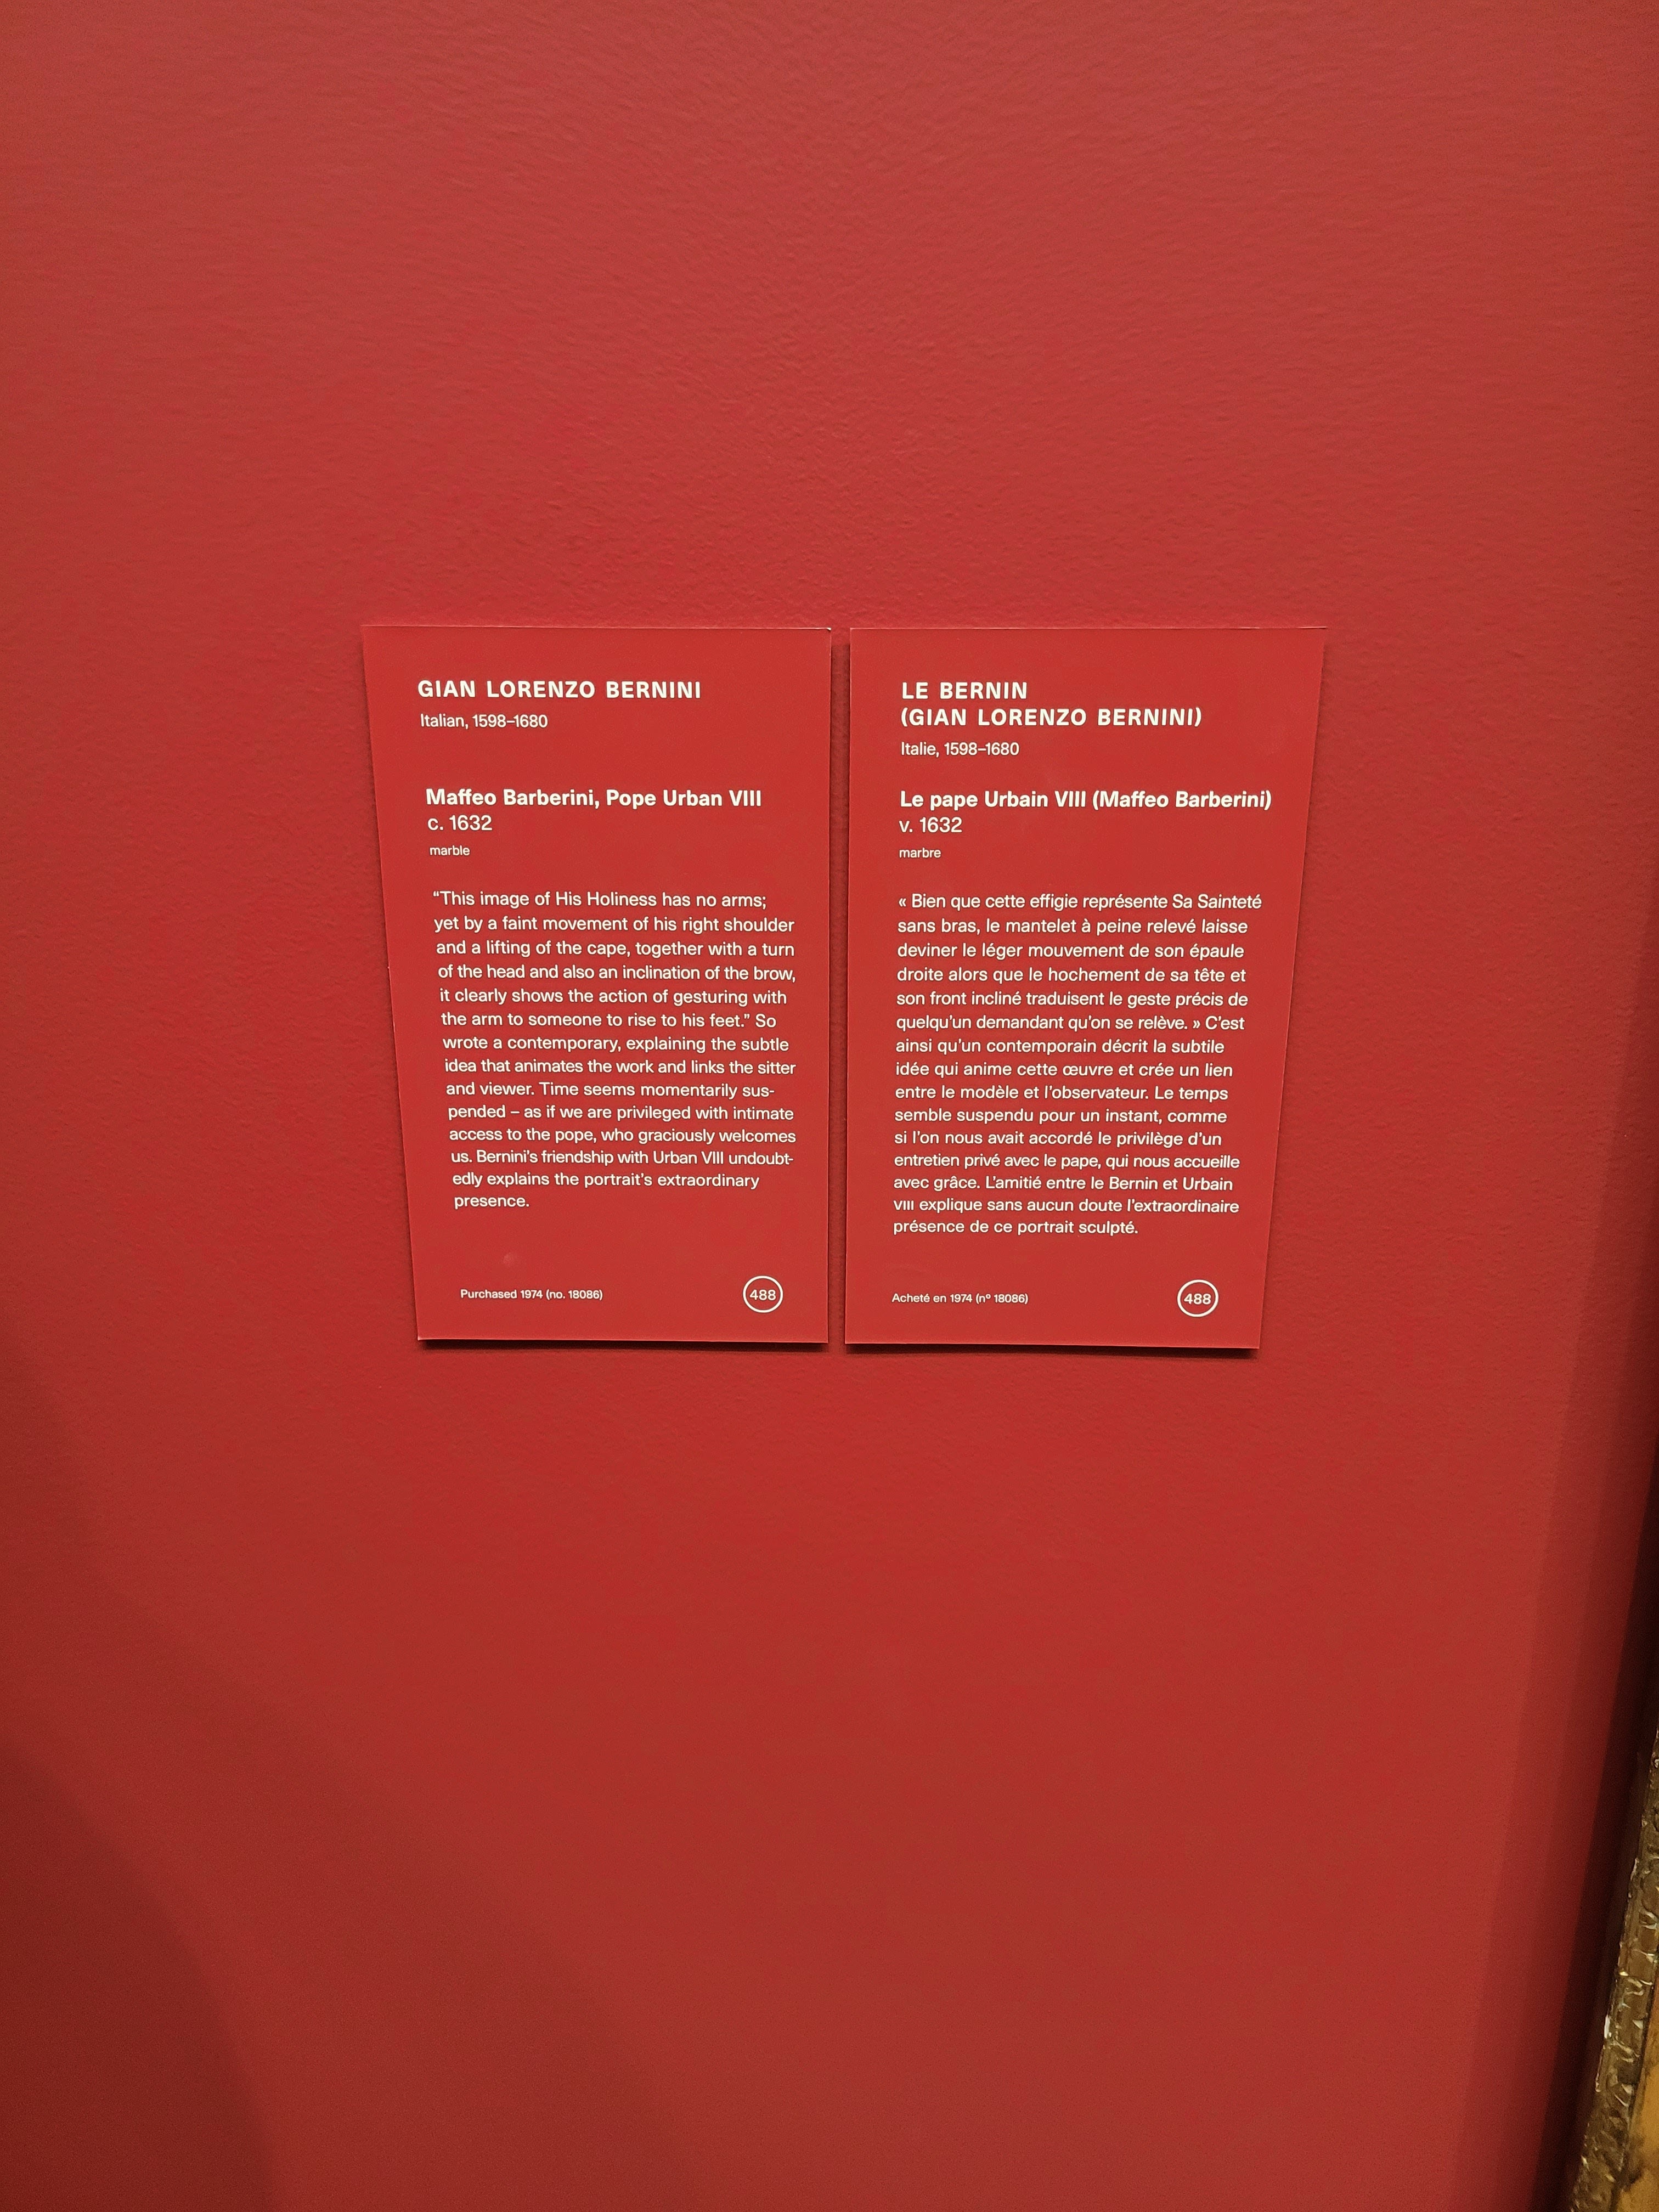 GIAN LORENZO BERNINI
Italian, 1598–1680
Maffeo Barberini, Pope Urban VIII
c. 1632
marble
“This image of His Holiness has no arms;
yet by a faint movement of his right shoulder
and a lifting of the cape, together with a turn
of the head and also an inclination of the brow,
it clearly shows the action of gesturing with
the arm to someone to rise to his feet.” So
wrote a contemporary, explaining the subtle
idea that animates the work and links the sitter
and viewer. Time seems momentarily sus-
pended – as if we are privileged with intimate
access to the pope, who graciously welcomes
us. Bernini’s friendship with Urban VIII undoubt-
edly explains the portrait’s extraordinary
presence.
Purchased 1974 (no. 18086)
488
LE BERNIN
(GIAN LORENZO BERNINI)
Italie, 1598–1680
Le pape Urbain VIII (Maffeo Barberini)
v. 1632
marbre
« Bien que cette effigie représente Sa Sainteté
sans bras, le mantelet à peine relevé laisse
deviner le léger mouvement de son épaule
droite alors que le hochement de sa tête et
son front incliné traduisent le geste précis de
quelqu’un demandant qu’on se relève. » C’est
ainsi qu’un contemporain décrit la subtile
idée qui anime cette œuvre et crée un lien
entre le modèle et l’observateur. Le temps
semble suspendu pour un instant, comme
si l’on nous avait accordé le privilège d’un
entretien privé avec le pape, qui nous accueille
avec grâce. L’amitié entre le Bernin et Urbain
VIII explique sans aucun doute l’extraordinaire
présence de ce portrait sculpté.
Acheté en 1974 (nº 18086)
488